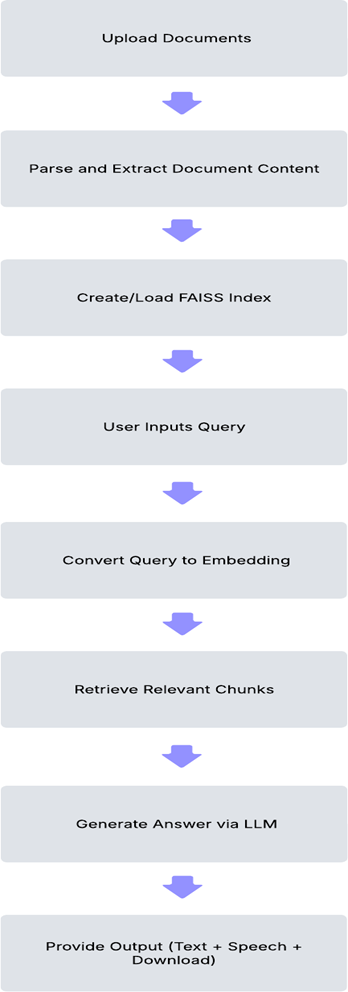 Upload Documents
Parse and Extract Document Content
Create/Load FAISS Index
User Inputs Query
Convert Query to Embedding
Retrieve Relevant Chunks
Generate Answer via LLM
Provide Output (Text + Speech +
Download)